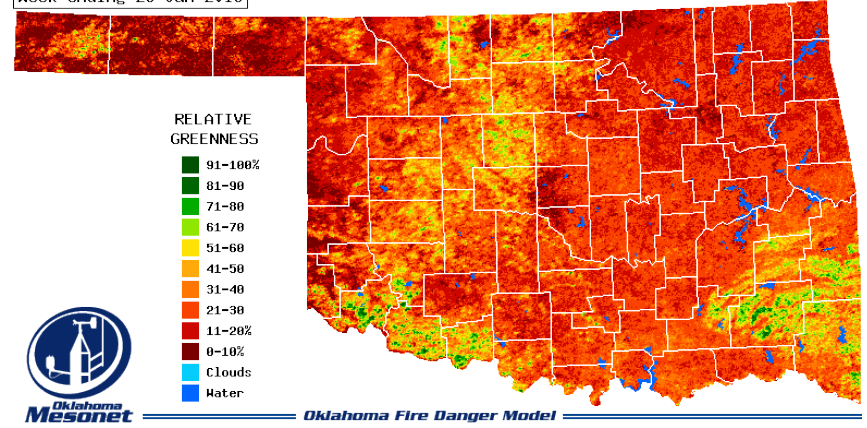 RELATIVE
GREENNESS
91-100%
81-90
71-80
61-70
51-60
41-50
31-40
21-30
11-20%
0-10%
Clouds
Water
Oklahoma
Mesonet
Oklahoma Fire Danger Model